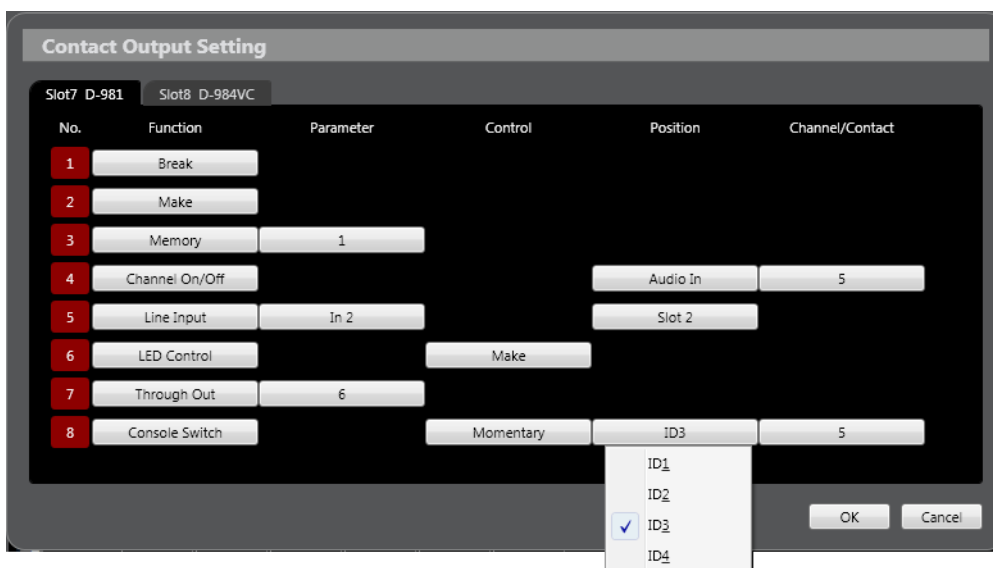 Contact Output Setting
Slot7 D-981 Slot8 D-984VC
No. Function Parameter Control Position Channel/Contact
1 Break
2 Make
3 Memory 1
4 Channel On/Off Audio In 5
5 Line Input In 2 Slot 2
6 LED Control Make
7 Through Out 6
8 Console Switch Momentary ID3 5
ID1
ID2
ID3
ID4
OK Cancel